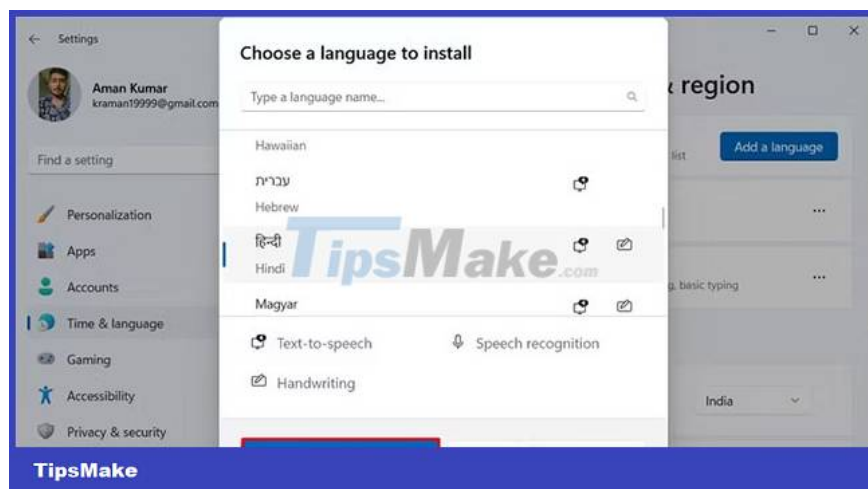 Settings
Aman Kumar
kraman19999@gmail.com
Find a setting
Personalization
Apps
Accounts
Time & language
Gaming
Accessibility
Privacy & security
Choose a language to install
Type a language name...
Hawaiian
עברית
Hebrew
हिन्दी
Hindi
Magyar
Text-to-speech
Speech recognition
Handwriting
& region
list
Add a language
basic typing
India
TipsMake.com
TipsMake